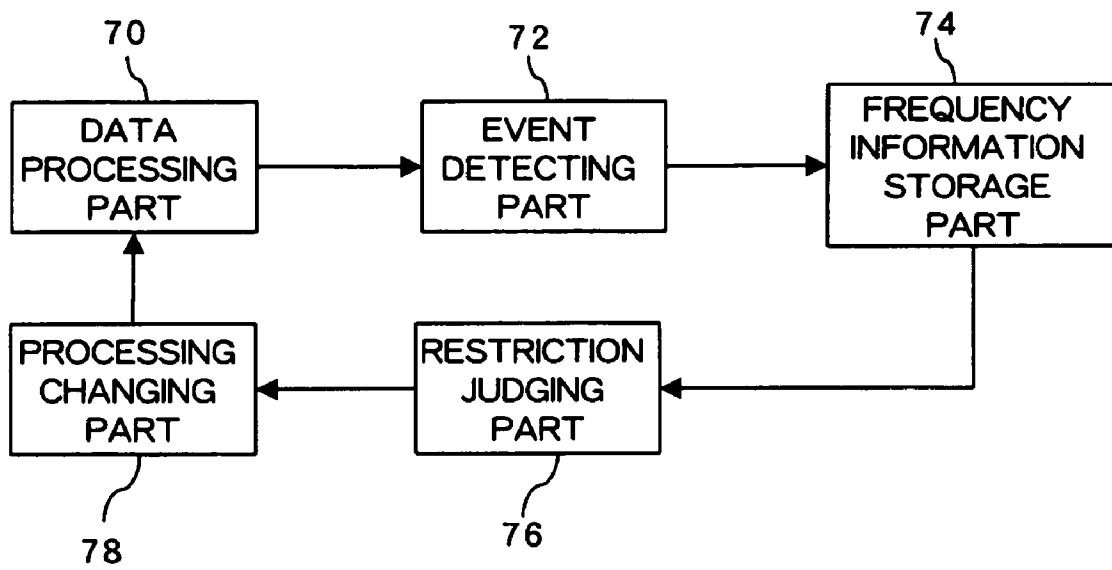 70
72
74
DATA
PROCESSING
PART
EVENT
DETECTING
PART
FREQUENCY
INFORMATION
STORAGE
PART
PROCESSING
CHANGING
PART
RESTRICTION
JUDGING
PART
78
76